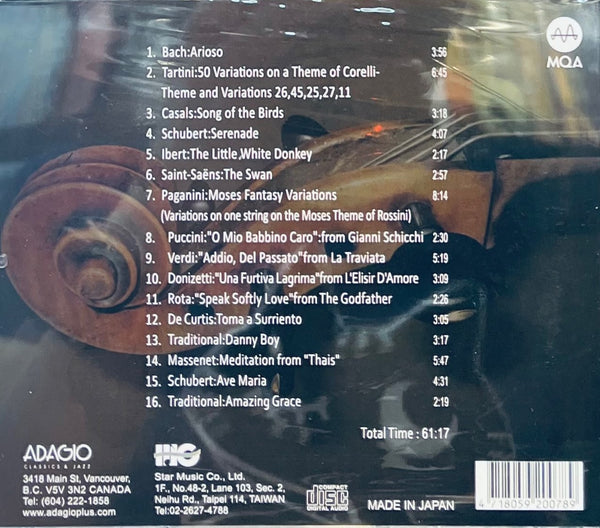 MQA
1. Bach:Arioso 3:56
2. Tartini:50 Variations on a Theme of Corelli- 6:45
Theme and Variations 26,45,25,27,11
3. Casals:Song of the Birds 3:18
4. Schubert:Serenade 4:07
5. Ibert:The Little,White Donkey 2:17
6. Saint-Saëns:The Swan 2:57
7. Paganini:Moses Fantasy Variations 8:14
(Variations on one string on the Moses Theme of Rossini)
8. Puccini:"O Mio Babbino Caro":from Gianni Schicchi 2:30
9. Verdi:"Addio, Del Passato"from La Traviata 5:19
10. Donizetti:"Una Furtiva Lagrima"from L'Elisir D'Amore 3:09
11. Rota:"Speak Softly Love"from The Godfather 2:26
12. De Curtis:Torna a Surriento 3:05
13. Traditional:Danny Boy 3:17
14. Massenet:Meditation from "Thais" 5:47
15. Schubert:Ave Maria 4:31
16. Traditional:Amazing Grace 2:19
Total Time : 61:17
ADAGIO
CLASSICS & JAZZ
3418 Main St, Vancouver,
B.C. V5V 3N2 CANADA
Tel: (604) 222-1858
www.adagioplus.com
Star Music Co., Ltd.
1F., No.48-2, Lane 103, Sec. 2,
Neihu Rd., Taipei 114, TAIWAN
Tel:02-2627-4788
COMPACT
disc
DIGITAL AUDIO
MADE IN JAPAN
4 718059 200789